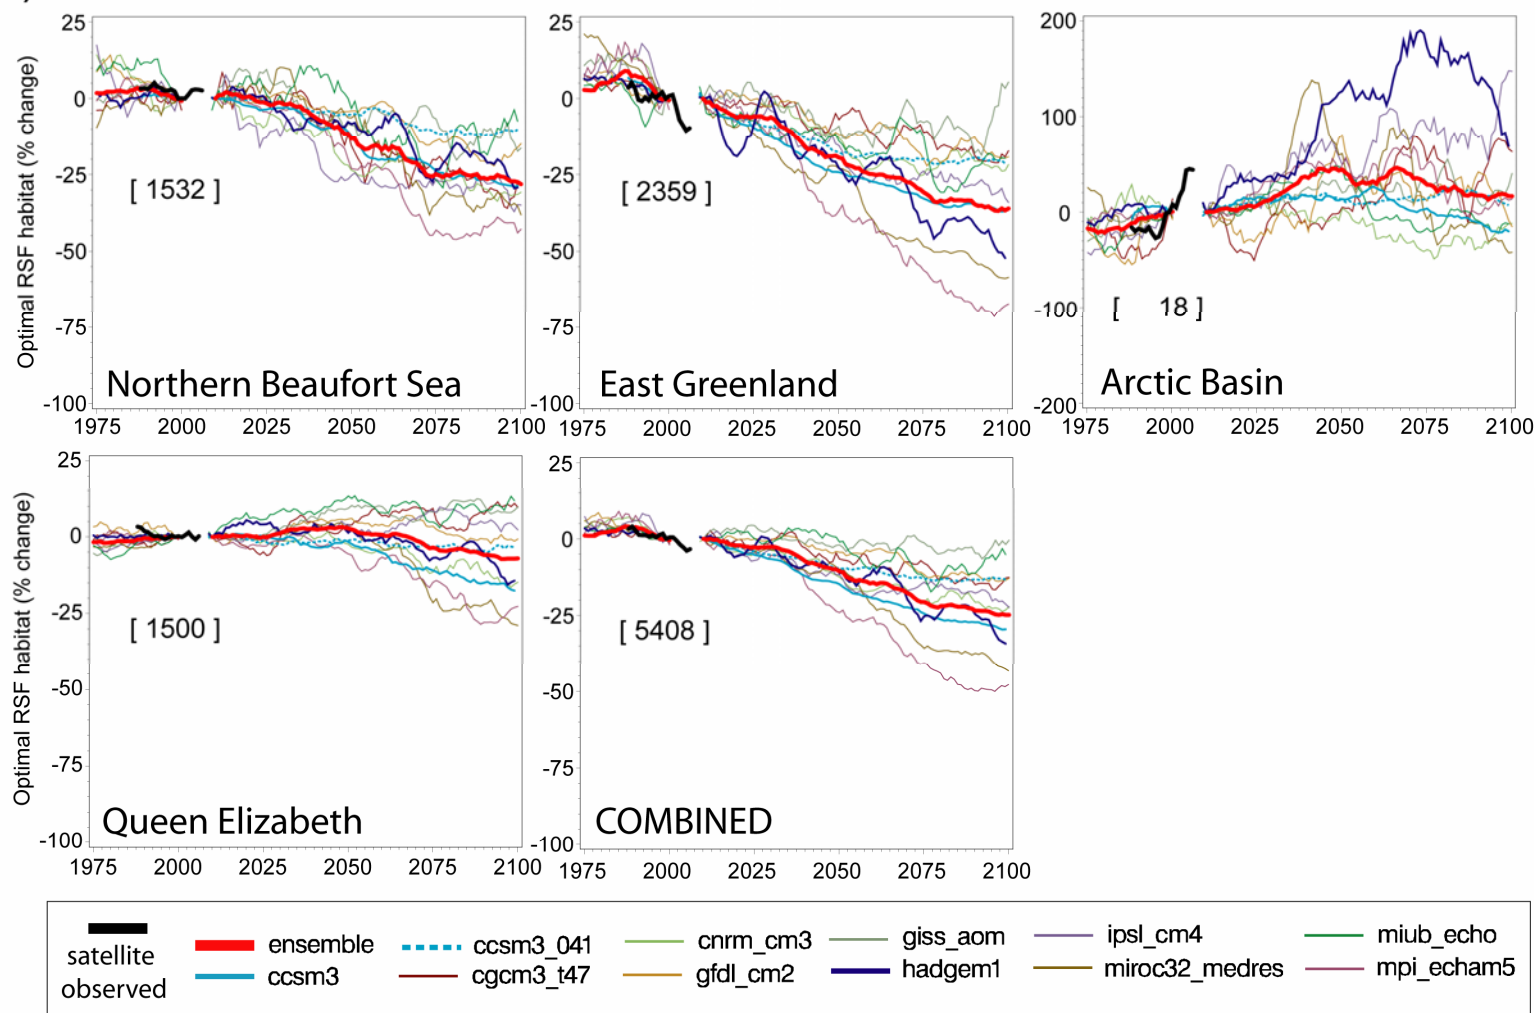 25
0
-25
-50
-75
-100
Optimal RSF habitat (% change)
[ 1532 ]
Northern Beaufort Sea
1975 2000 2025 2050 2075 2100
25
0
-25
-50
-75
-100
[ 2359 ]
East Greenland
1975 2000 2025 2050 2075 2100
200
100
0
-100
-200
[ 18 ]
Arctic Basin
1975 2000 2025 2050 2075 2100
25
0
-25
-50
-75
-100
Optimal RSF habitat (% change)
[ 1500 ]
Queen Elizabeth
1975 2000 2025 2050 2075 2100
25
0
-25
-50
-75
-100
[ 5408 ]
COMBINED
1975 2000 2025 2050 2075 2100
satellite
observed
ensemble
ccsm3
ccsm3_041
cgcm3_t47
cnrm_cm3
gfdl_cm2
giss_aom
hadgem1
ipsl_cm4
miroc32_medres
miub_echo
mpi_echam5